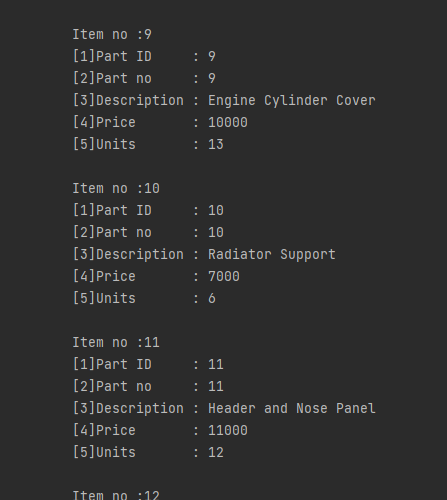 Item no :9
[1]Part ID     : 9
[2]Part no     : 9
[3]Description : Engine Cylinder Cover
[4]Price       : 10000
[5]Units       : 13
Item no :10
[1]Part ID     : 10
[2]Part no     : 10
[3]Description : Radiator Support
[4]Price       : 7000
[5]Units       : 6
Item no :11
[1]Part ID     : 11
[2]Part no     : 11
[3]Description : Header and Nose Panel
[4]Price       : 11000
[5]Units       : 12
Item no :12